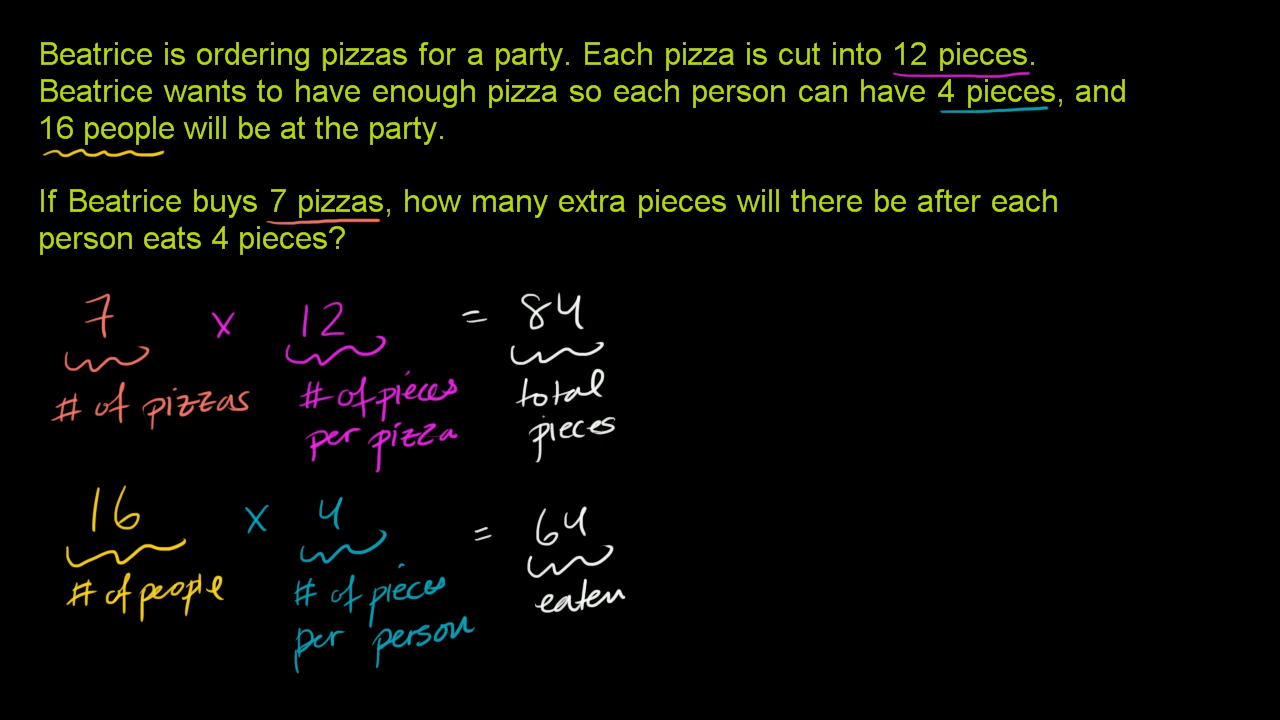 Beatrice is ordering pizzas for a party. Each pizza is cut into 12 pieces.
Beatrice wants to have enough pizza so each person can have 4 pieces, and
16 people will be at the party.
If Beatrice buys 7 pizzas, how many extra pieces will there be after each
person eats 4 pieces?
7 x 12 = 84
# of pizzas # of pieces total
per pizza pieces
16 x 4 = 64
# of people # of pieces eaten
per person